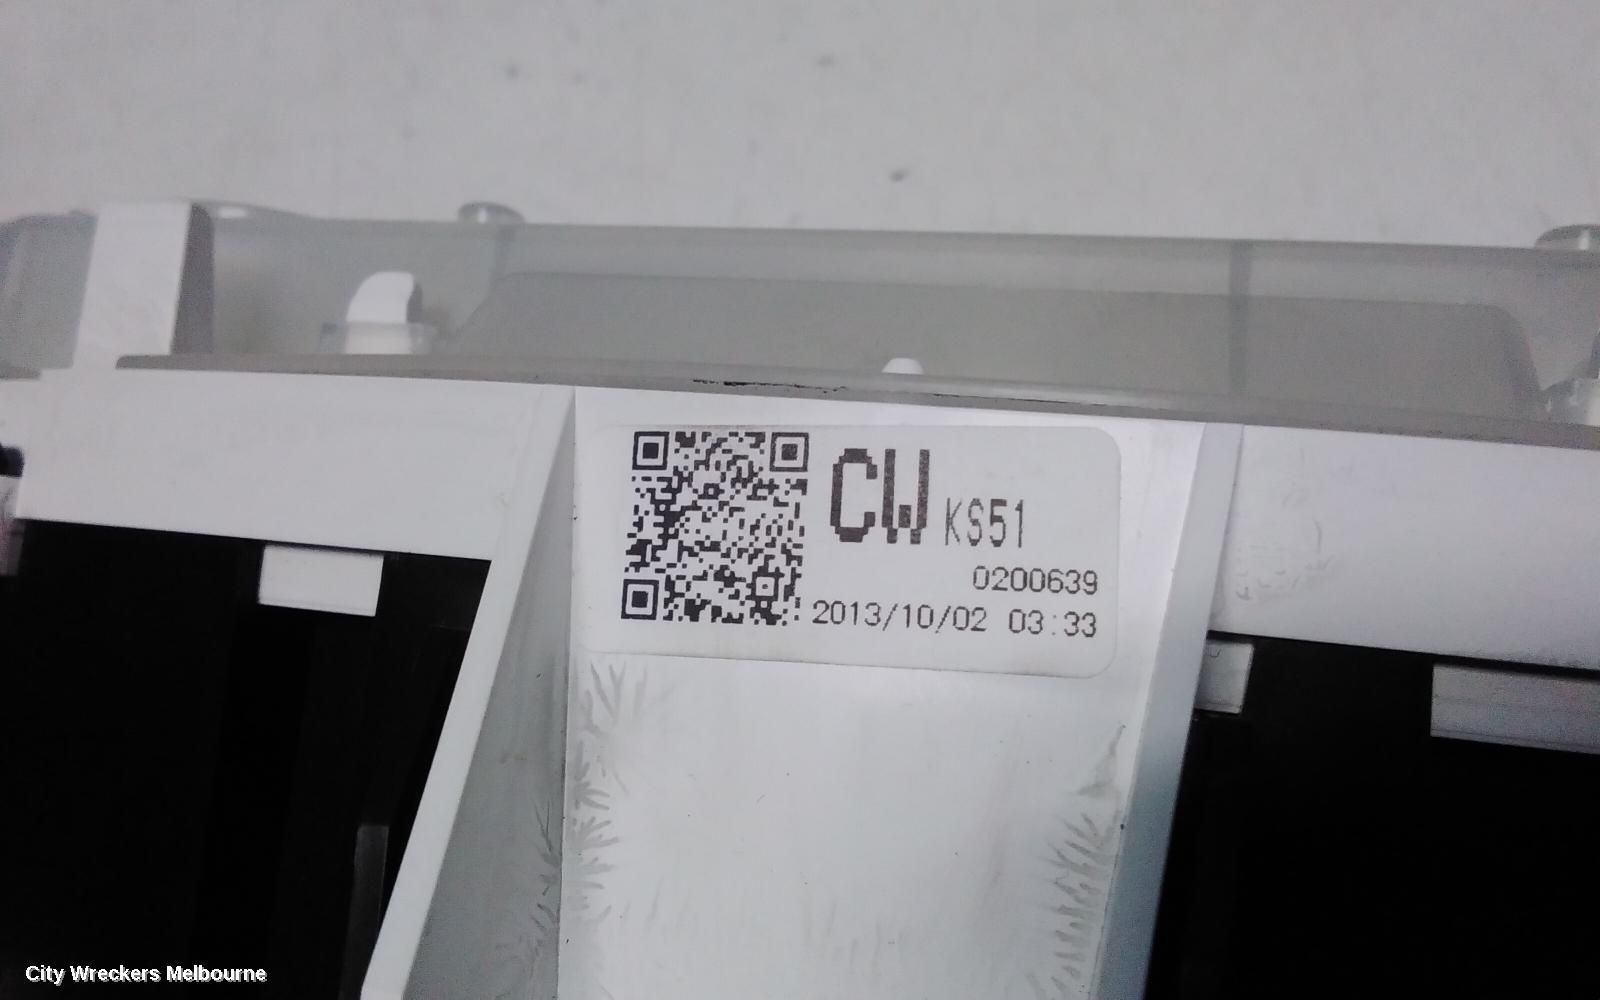 CW KS51
0200639
2013/10/02 03:33
City Wreckers Melbourne